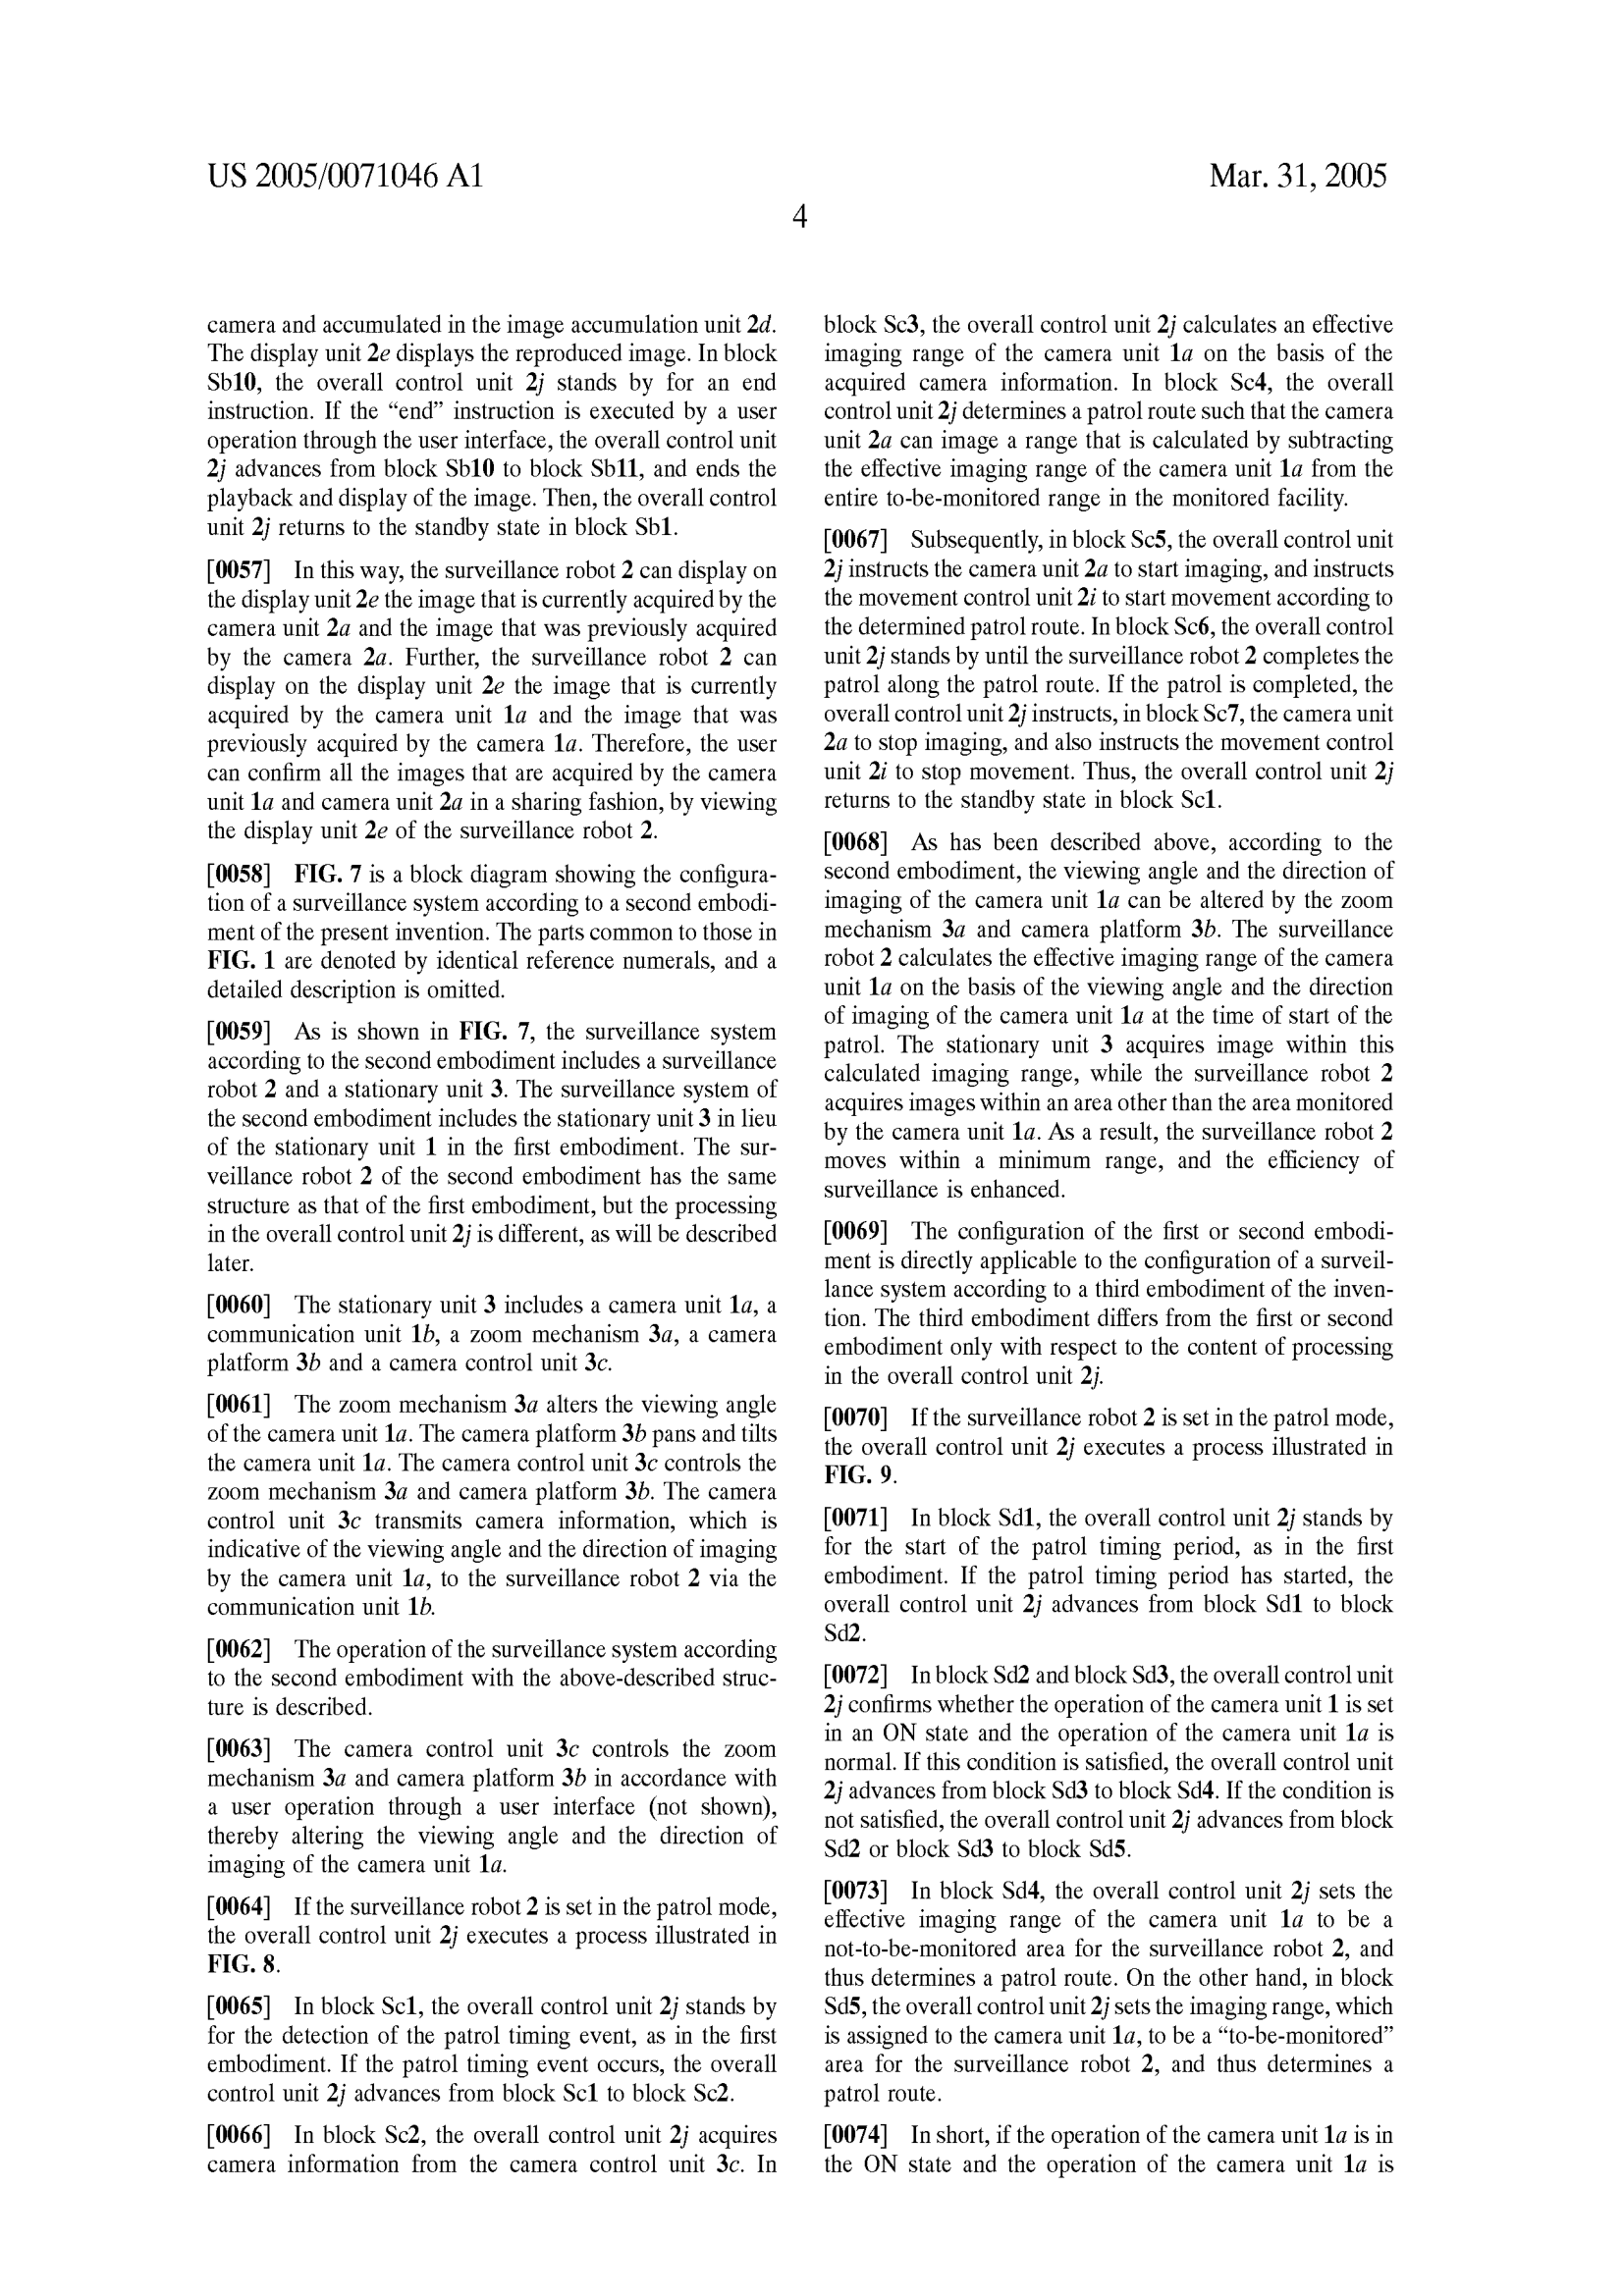 US 2005/0071046 A1
Mar. 31, 2005
4
camera and accumulated in the image accumulation unit 2d.
The display unit 2e displays the reproduced image. In block
Sb10, the overall control unit 2j stands by for an end
instruction. If the “end” instruction is executed by a user
operation through the user interface, the overall control unit
2j advances from block Sb10 to block Sb11, and ends the
playback and display of the image. Then, the overall control
unit 2j returns to the standby state in block Sb1.
[0057] In this way, the surveillance robot 2 can display on
the display unit 2e the image that is currently acquired by the
camera unit 2a and the image that was previously acquired
by the camera 2a. Further, the surveillance robot 2 can
display on the display unit 2e the image that is currently
acquired by the camera unit 1a and the image that was
previously acquired by the camera 1a. Therefore, the user
can confirm all the images that are acquired by the camera
unit 1a and camera unit 2a in a sharing fashion, by viewing
the display unit 2e of the surveillance robot 2.
[0058] FIG. 7 is a block diagram showing the configura-
tion of a surveillance system according to a second embodi-
ment of the present invention. The parts common to those in
FIG. 1 are denoted by identical reference numerals, and a
detailed description is omitted.
[0059] As is shown in FIG. 7, the surveillance system
according to the second embodiment includes a surveillance
robot 2 and a stationary unit 3. The surveillance system of
the second embodiment includes the stationary unit 3 in lieu
of the stationary unit 1 in the first embodiment. The sur-
veillance robot 2 of the second embodiment has the same
structure as that of the first embodiment, but the processing
in the overall control unit 2j is different, as will be described
later.
[0060] The stationary unit 3 includes a camera unit 1a, a
communication unit 1b, a zoom mechanism 3a, a camera
platform 3b and a camera control unit 3c.
[0061] The zoom mechanism 3a alters the viewing angle
of the camera unit 1a. The camera platform 3b pans and tilts
the camera unit 1a. The camera control unit 3c controls the
zoom mechanism 3a and camera platform 3b. The camera
control unit 3c transmits camera information, which is
indicative of the viewing angle and the direction of imaging
by the camera unit 1a, to the surveillance robot 2 via the
communication unit 1b.
[0062] The operation of the surveillance system according
to the second embodiment with the above-described struc-
ture is described.
[0063] The camera control unit 3c controls the zoom
mechanism 3a and camera platform 3b in accordance with
a user operation through a user interface (not shown),
thereby altering the viewing angle and the direction of
imaging of the camera unit 1a.
[0064] If the surveillance robot 2 is set in the patrol mode,
the overall control unit 2j executes a process illustrated in
FIG. 8.
[0065] In block Sc1, the overall control unit 2j stands by
for the detection of the patrol timing event, as in the first
embodiment. If the patrol timing event occurs, the overall
control unit 2j advances from block Sc1 to block Sc2.
[0066] In block Sc2, the overall control unit 2j acquires
camera information from the camera control unit 3c. In
block Sc3, the overall control unit 2j calculates an effective
imaging range of the camera unit 1a on the basis of the
acquired camera information. In block Sc4, the overall
control unit 2j determines a patrol route such that the camera
unit 2a can image a range that is calculated by subtracting
the effective imaging range of the camera unit 1a from the
entire to-be-monitored range in the monitored facility.
[0067] Subsequently, in block Sc5, the overall control unit
2j instructs the camera unit 2a to start imaging, and instructs
the movement control unit 2i to start movement according to
the determined patrol route. In block Sc6, the overall control
unit 2j stands by until the surveillance robot 2 completes the
patrol along the patrol route. If the patrol is completed, the
overall control unit 2j instructs, in block Sc7, the camera unit
2a to stop imaging, and also instructs the movement control
unit 2i to stop movement. Thus, the overall control unit 2j
returns to the standby state in block Sc1.
[0068] As has been described above, according to the
second embodiment, the viewing angle and the direction of
imaging of the camera unit 1a can be altered by the zoom
mechanism 3a and camera platform 3b. The surveillance
robot 2 calculates the effective imaging range of the camera
unit 1a on the basis of the viewing angle and the direction
of imaging of the camera unit 1a at the time of start of the
patrol. The stationary unit 3 acquires image within this
calculated imaging range, while the surveillance robot 2
acquires images within an area other than the area monitored
by the camera unit 1a. As a result, the surveillance robot 2
moves within a minimum range, and the efficiency of
surveillance is enhanced.
[0069] The configuration of the first or second embodi-
ment is directly applicable to the configuration of a surveil-
lance system according to a third embodiment of the inven-
tion. The third embodiment differs from the first or second
embodiment only with respect to the content of processing
in the overall control unit 2j.
[0070] If the surveillance robot 2 is set in the patrol mode,
the overall control unit 2j executes a process illustrated in
FIG. 9.
[0071] In block Sd1, the overall control unit 2j stands by
for the start of the patrol timing period, as in the first
embodiment. If the patrol timing period has started, the
overall control unit 2j advances from block Sd1 to block
Sd2.
[0072] In block Sd2 and block Sd3, the overall control unit
2j confirms whether the operation of the camera unit 1 is set
in an ON state and the operation of the camera unit 1a is
normal. If this condition is satisfied, the overall control unit
2j advances from block Sd3 to block Sd4. If the condition is
not satisfied, the overall control unit 2j advances from block
Sd2 or block Sd3 to block Sd5.
[0073] In block Sd4, the overall control unit 2j sets the
effective imaging range of the camera unit 1a to be a
not-to-be-monitored area for the surveillance robot 2, and
thus determines a patrol route. On the other hand, in block
Sd5, the overall control unit 2j sets the imaging range, which
is assigned to the camera unit 1a, to be a “to-be-monitored”
area for the surveillance robot 2, and thus determines a
patrol route.
[0074] In short, if the operation of the camera unit 1a is in
the ON state and the operation of the camera unit 1a is